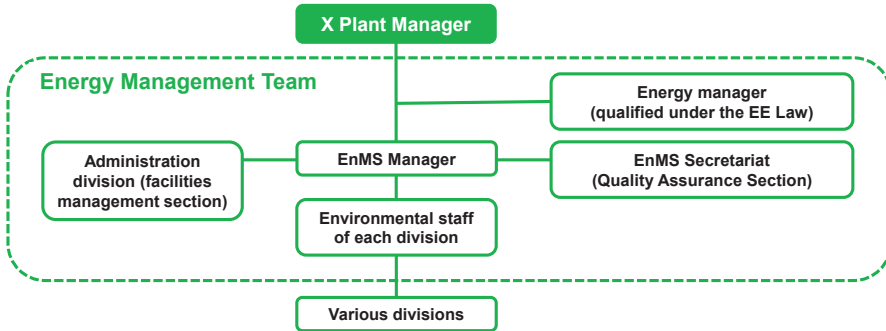 X Plant Manager
Energy Management Team
Energy manager
(qualified under the EE Law)
Administration
division (facilities
management section)
EnMS Manager
EnMS Secretariat
(Quality Assurance Section)
Environmental staff
of each division
Various divisions